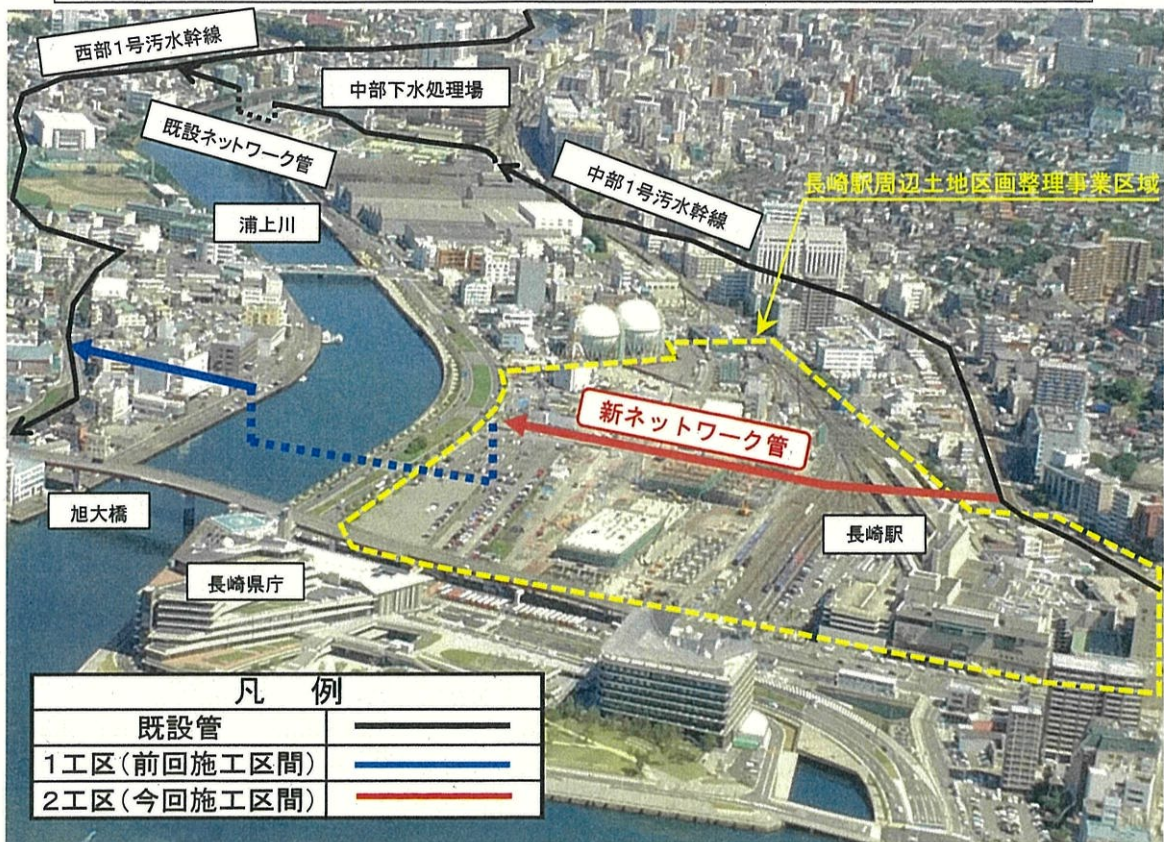 西部1号汚水幹線
中部下水処理場
既設ネットワーク管
中部1号汚水幹線
長崎駅周辺土地区画整理事業区域
浦上川
新ネットワーク管
旭大橋
長崎駅
長崎県庁
凡 例
既設管
1工区(前回施工区間)
2工区(今回施工区間)